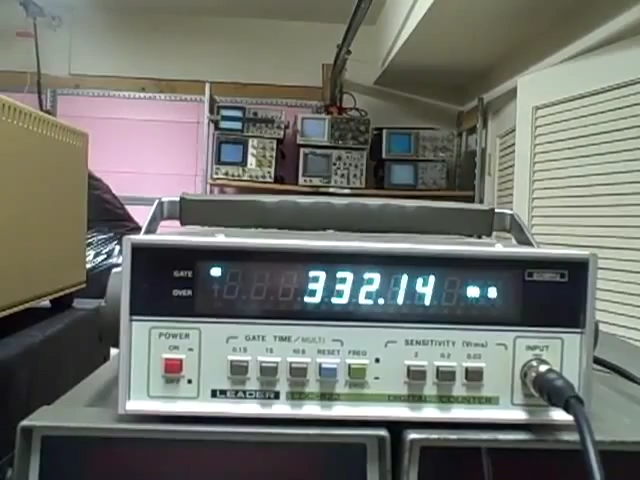 GATE
OVER
332.14
POWER
ON
OFF
GATE TIME/MULTI
0.1S 1S 10S RESET FREQ
SENSITIVITY (Vrms)
2 0.2 0.02
INPUT
LEADER
DIGITAL COUNTER